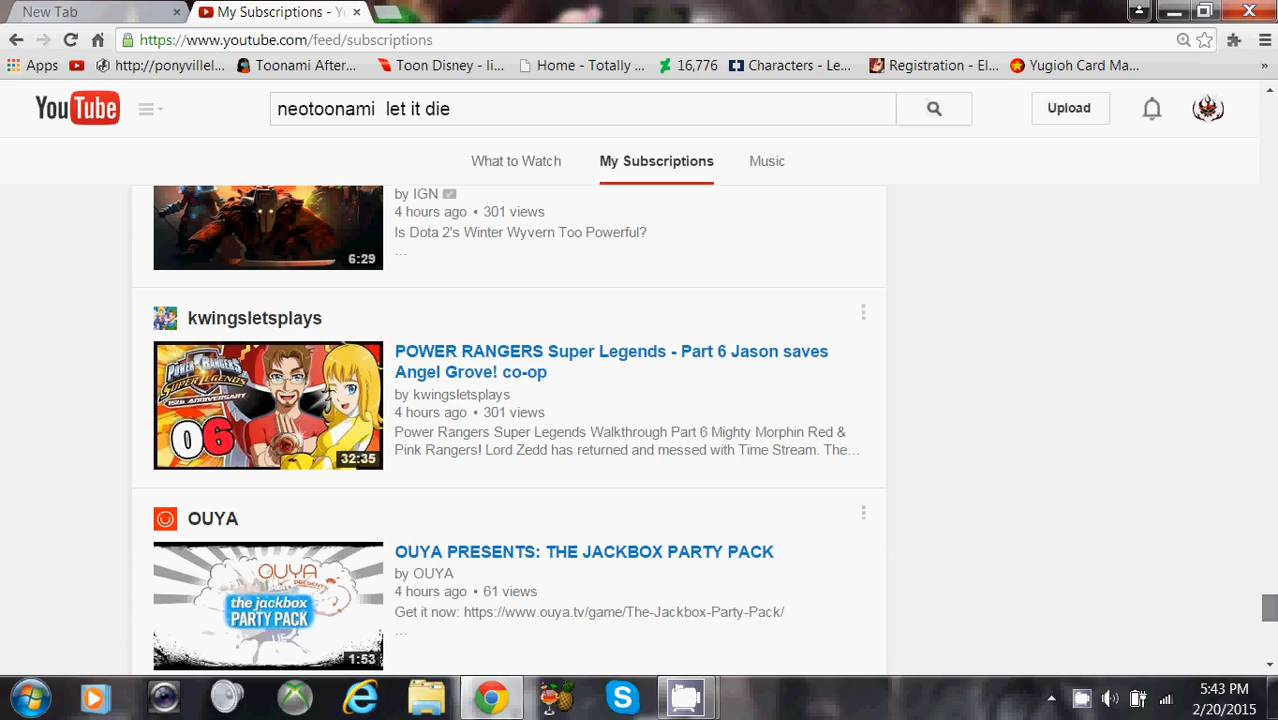 New Tab
My Subscriptions - Y
https://www.youtube.com/feed/subscriptions
Apps
http://ponyvillel...
Toonami After...
Toon Disney - li...
Home - Totally ...
16,776
Characters - Le...
Registration - El...
Yugioh Card Ma...
»
YouTube
neotoonami  let it die
Upload
What to Watch
My Subscriptions
Music
by IGN
4 hours ago • 301 views
Is Dota 2's Winter Wyvern Too Powerful?
...
6:29
kwingsletsplays
POWER RANGERS Super Legends - Part 6 Jason saves
Angel Grove! co-op
by kwingsletsplays
4 hours ago • 301 views
Power Rangers Super Legends Walkthrough Part 6 Mighty Morphin Red &
Pink Rangers! Lord Zedd has returned and messed with Time Stream. The...
POWER RANGERS
SUPER LEGENDS
15th ANNIVERSARY
06
32:35
OUYA
OUYA PRESENTS: THE JACKBOX PARTY PACK
by OUYA
4 hours ago • 61 views
Get it now: https://www.ouya.tv/game/The-Jackbox-Party-Pack/
...
OUYA
PRESENTS
the jackbox
PARTY PACK
1:53
5:43 PM
2/20/2015